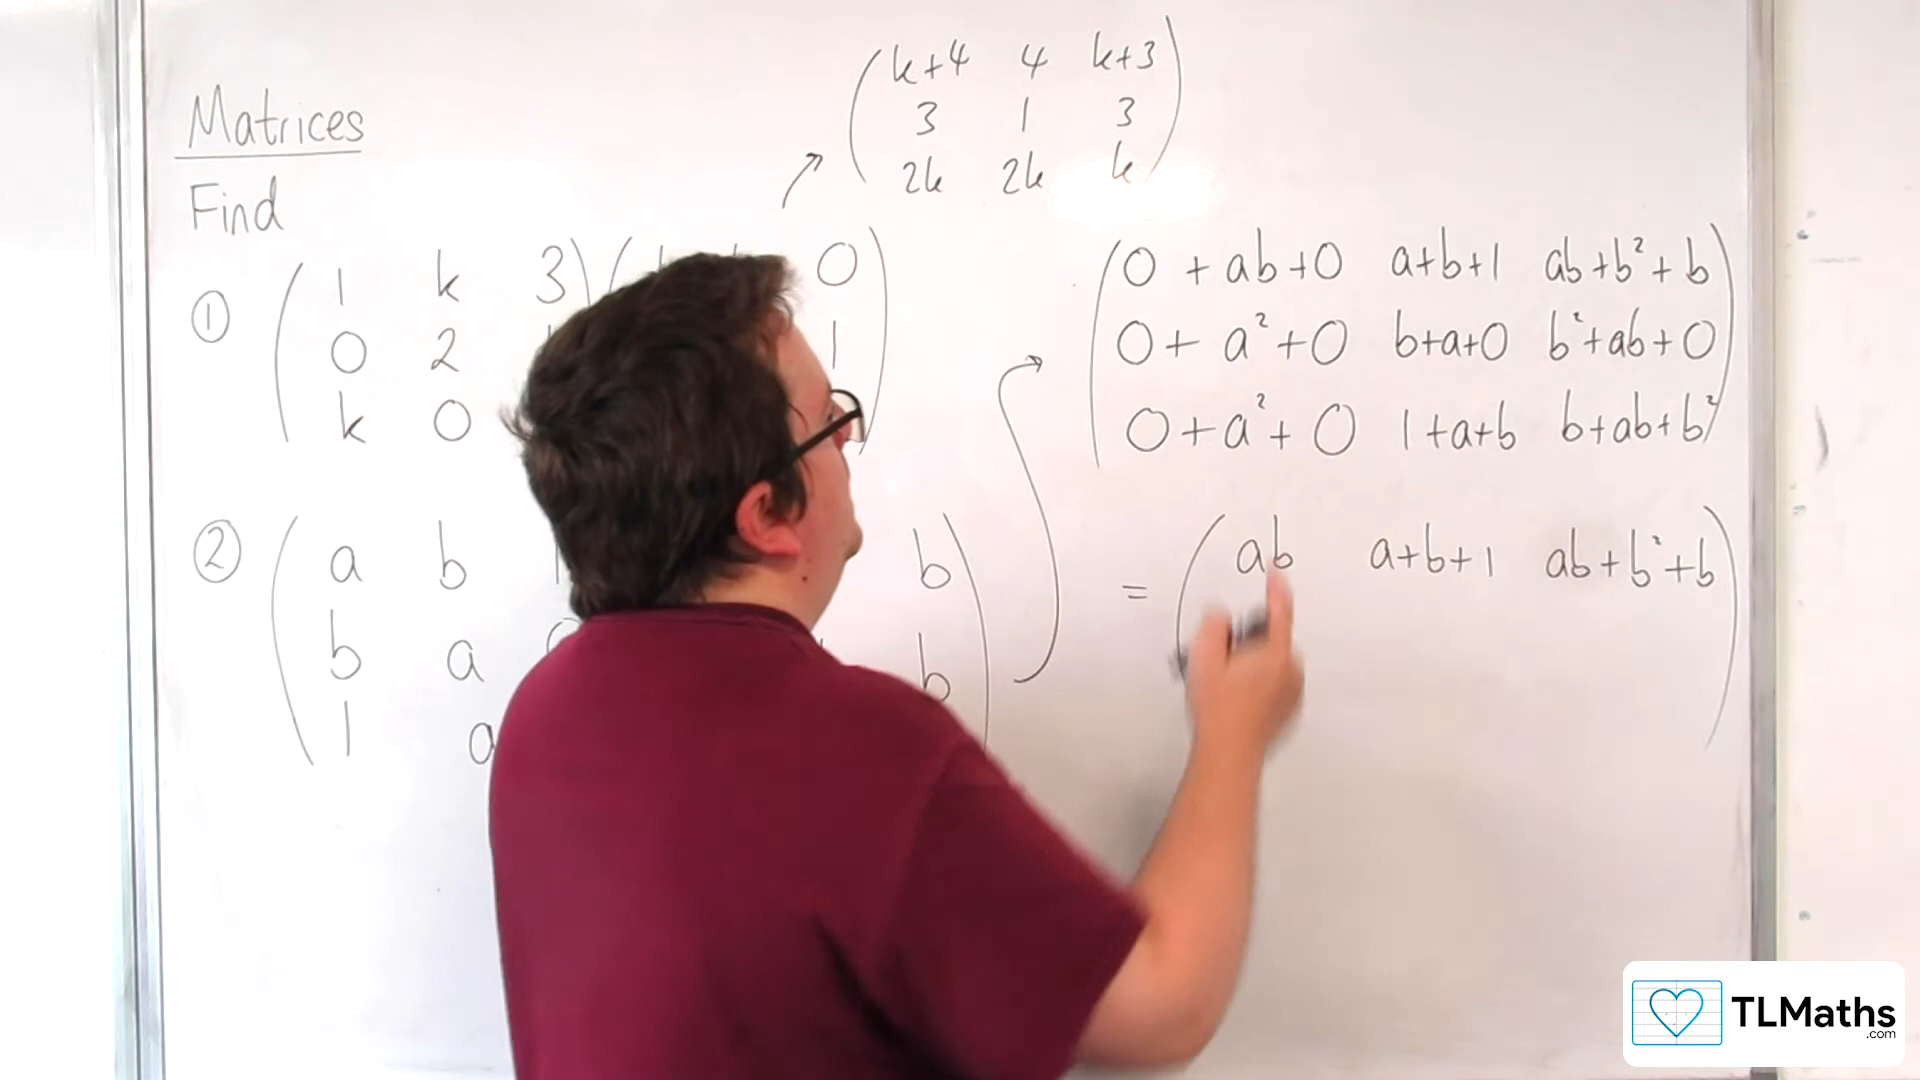 Matrices
Find
k+4 4 k+3
3 1 3
2k 2k k
① 1 k 3 0
0 2 1
k 0
0 + ab + 0 a+b+1 ab+b²+b
0 + a² + 0 b+a+0 b²+ab+0
0 + a² + 0 1+a+b b+ab+b²
② a b b
b a b
1 a
= ab a+b+1 ab+b²+b
TLMaths
.com